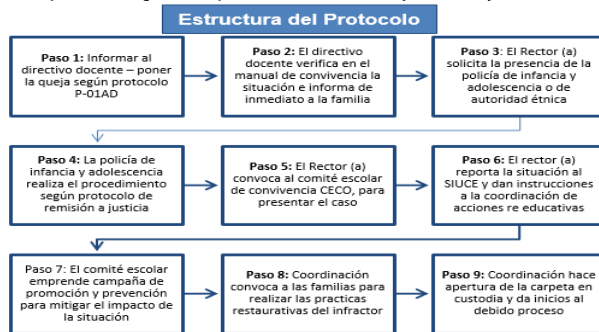 Estructura del Protocolo
Paso 1: Informar al
directivo docente – poner
la queja según protocolo
P-01AD
Paso 2: El directivo
docente verifica en el
manual de convivencia la
situación e informa de
inmediato a la familia
Paso 3: El Rector (a)
solicita la presencia de la
policía de infancia y
adolescencia o de
autoridad étnica
Paso 4: La policía de
infancia y adolescencia
realiza el procedimiento
según protocolo de
remisión a justicia
Paso 5: El Rector (a)
convoca al comité escolar
de convivencia CECO, para
presentar el caso
Paso 6: El rector (a)
reporta la situación al
SIUCE y dan instrucciones
a la coordinación de
acciones re educativas
Paso 7: El comité escolar
emprende campaña de
promoción y prevención
para mitigar el impacto de
la situación
Paso 8: Coordinación
convoca a las familias para
realizar las practicas
restaurativas del infractor
Paso 9: Coordinación hace
apertura de la carpeta en
custodia y da inicios al
debido proceso